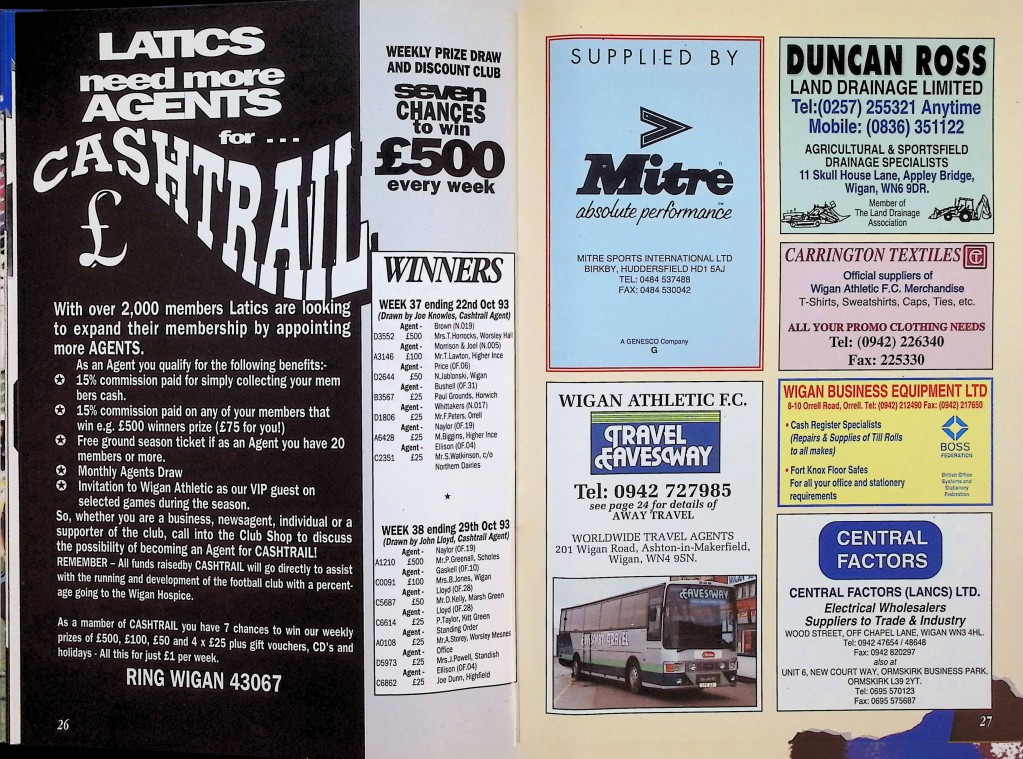 LATICS
need more
AGENTS
for ...
CASHTRAIL
£
With over 2,000 members Latics are looking
to expand their membership by appointing
more AGENTS.
As an Agent you qualify for the following benefits:-
15% commission paid for simply collecting your mem
bers cash.
15% commission paid on any of your members that
win e.g. £500 winners prize (£75 for you!)
Free ground season ticket if as an Agent you have 20
members or more.
Monthly Agents Draw
Invitation to Wigan Athletic as our VIP guest on
selected games during the season.
So, whether you are a business, newsagent, individual or a
supporter of the club, call into the Club Shop to discuss
the possibility of becoming an Agent for CASHTRAIL!
REMEMBER – All funds raisedby CASHTRAIL will go directly to assist
with the running and development of the football club with a percent-
age going to the Wigan Hospice.
As a mamber of CASHTRAIL you have 7 chances to win our weekly
prizes of £500, £100, £50 and 4 x £25 plus gift vouchers, CD's and
holidays - All this for just £1 per week.
RING WIGAN 43067
26
WEEKLY PRIZE DRAW
AND DISCOUNT CLUB
seven
CHANCES
to win
£500
every week
WINNERS
WEEK 37 ending 22nd Oct 93
(Drawn by Joe Knowles, Cashtrail Agent)
Agent - Brown (N.019)
D3552 £500 Mrs.T.Horrocks, Worsley Hall
Agent - Morrison & Joel (N.005)
A3146 £100 Mr.T.Lawton, Higher Ince
Agent - Price (OF.06)
D2644 £50 N.Jablonski, Wigan
Agent - Bushell (OF.31)
B3567 £25 Paul Grounds, Horwich
Agent - Whittakers (N.017)
D1806 £25 Mr.F.Peters, Orrell
Agent - Naylor (OF.19)
A6428 £25 M.Biggins, Higher Ince
Agent - Ellison (OF.04)
C2351 £25 Mr.S.Watkinson, c/o
Northern Dairies
WEEK 38 ending 29th Oct 93
(Drawn by John Lloyd, Cashtrail Agent)
Agent - Naylor (OF.19)
A1210 £500 Mr.P.Greenall, Scholes
Agent - Gaskell (OF.10)
C0091 £100 Mrs.B.Jones, Wigan
Agent - Lloyd (OF.28)
C5687 £50 Mr.D.Kelly, Marsh Green
Agent - Lloyd (OF.28)
C6614 £25 P.Taylor, Kitt Green
Agent - Standing Order
A0108 £25 Mr.A.Storey, Worsley Mesnes
Agent - Office
D5973 £25 Mrs.J.Powell, Standish
Agent - Ellison (OF.04)
C6862 £25 Joe Dunn, Highfield
SUPPLIED BY
Mitre
absolute performance
MITRE SPORTS INTERNATIONAL LTD
BIRKBY, HUDDERSFIELD HD1 5AJ
TEL: 0484 537488
FAX: 0484 530042
A GENESCO Company
G
WIGAN ATHLETIC F.C.
TRAVEL
EAVESWAY
Tel: 0942 727985
see page 24 for details of
AWAY TRAVEL
WORLDWIDE TRAVEL AGENTS
201 Wigan Road, Ashton-in-Makerfield,
Wigan, WN4 9SN.
EAVESWAY
DUNCAN ROSS
LAND DRAINAGE LIMITED
Tel:(0257) 255321 Anytime
Mobile: (0836) 351122
AGRICULTURAL & SPORTSFIELD
DRAINAGE SPECIALISTS
11 Skull House Lane, Appley Bridge,
Wigan, WN6 9DR.
Member of
The Land Drainage
Association
CARRINGTON TEXTILES
Official suppliers of
Wigan Athletic F.C. Merchandise
T-Shirts, Sweatshirts, Caps, Ties, etc.
ALL YOUR PROMO CLOTHING NEEDS
Tel: (0942) 226340
Fax: 225330
WIGAN BUSINESS EQUIPMENT LTD
8-10 Orrell Road, Orrell. Tel: (0942) 212490 Fax: (0942) 217650
• Cash Register Specialists
(Repairs & Supplies of Till Rolls
to all makes)
• Fort Knox Floor Safes
For all your office and stationery
requirements
BOSS
FEDERATION
British Office
Systems and
Stationery
Federation
CENTRAL
FACTORS
CENTRAL FACTORS (LANCS) LTD.
Electrical Wholesalers
Suppliers to Trade & Industry
WOOD STREET, OFF CHAPEL LANE, WIGAN WN3 4HL.
Tel: 0942 47654 / 48648
Fax: 0942 820297
also at
UNIT 6, NEW COURT WAY, ORMSKIRK BUSINESS PARK,
ORMSKIRK L39 2YT.
Tel: 0695 570123
Fax: 0695 575687
27